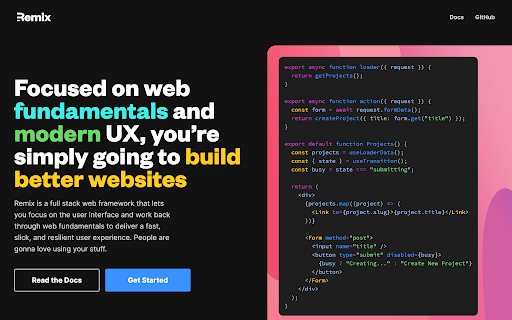 Remix
Docs GitHub
Focused on web
fundamentals and
modern UX, you're
simply going to build
better websites
Remix is a full stack web framework that lets
you focus on the user interface and work back
through web fundamentals to deliver a fast,
slick, and resilient user experience. People are
gonna love using your stuff.
Read the Docs Get Started
export async function loader({ request }) {
  return getProjects();
}
export async function action({ request }) {
  const form = await request.formData();
  return createProject({ title: form.get("title") });
}
export default function Projects() {
  const projects = useLoaderData();
  const { state } = useTransition();
  const busy = state === "submitting";
  return (
    <div>
      {projects.map((project) => (
        <Link to={project.slug}>{project.title}</Link>
      ))}
      <Form method="post">
        <input name="title" />
        <button type="submit" disabled={busy}>
          {busy ? "Creating..." : "Create New Project"}
        </button>
      </Form>
    </div>
  );
}